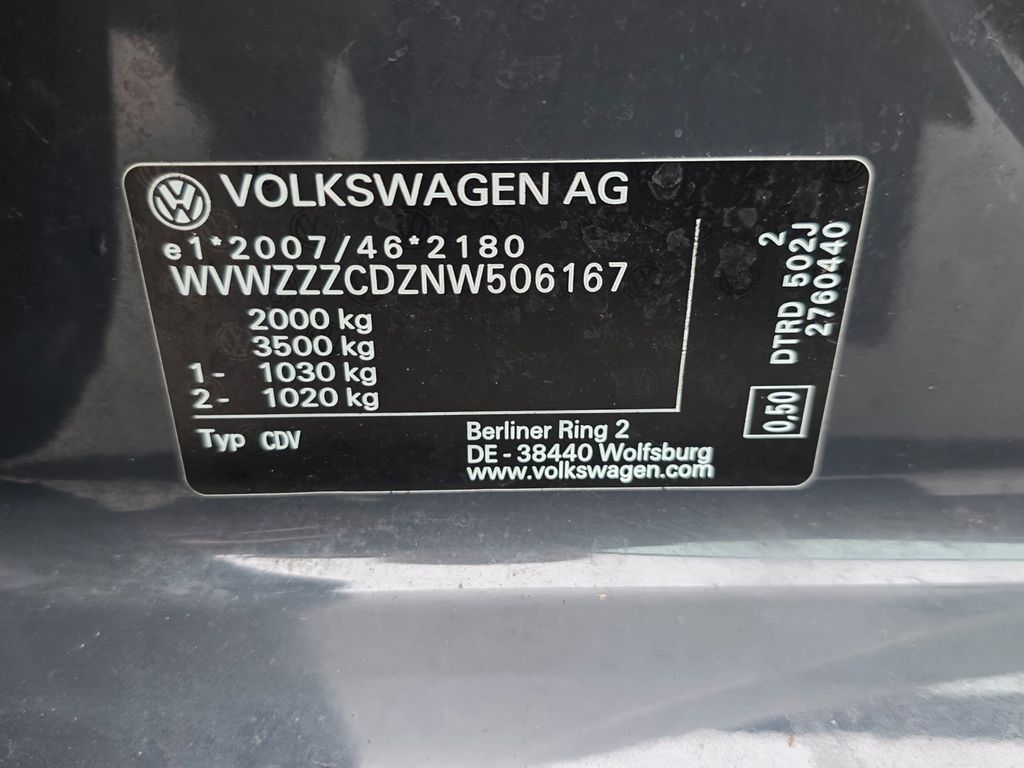 VOLKSWAGEN AG
e1*2007/46*2180
WVWZZZCDZNW506167
2000 kg
3500 kg
1- 1030 kg
2- 1020 kg
Typ CDV
Berliner Ring 2
DE - 38440 Wolfsburg
www.volkswagen.com
2
DTRD 502J
2760440
0,50